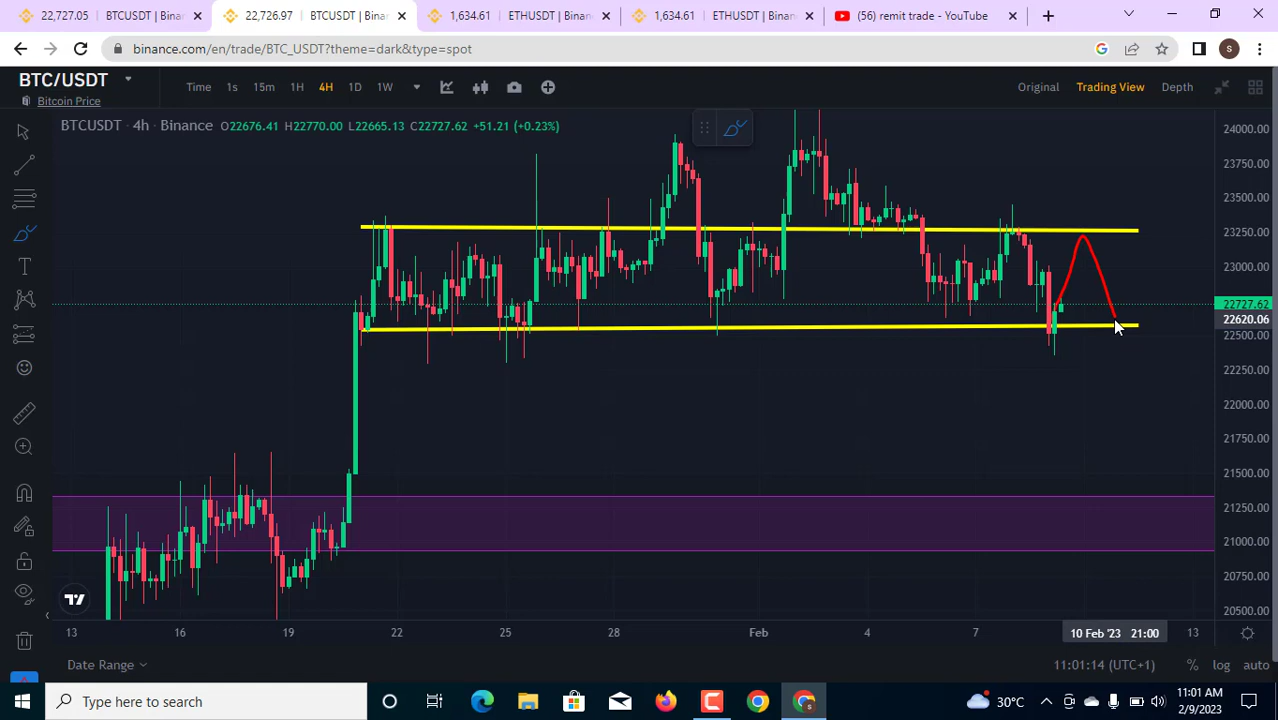 22,727.05 BTCUSDT | Binan
22,726.97 BTCUSDT | Binan
1,634.61 ETHUSDT | Binan
1,634.61 ETHUSDT | Binan
(56) remit trade - YouTube
binance.com/en/trade/BTC_USDT?theme=dark&type=spot
S
BTC/USDT
Bitcoin Price
Time 1s 15m 1H 4H 1D 1W
Original Trading View Depth
BTCUSDT · 4h · Binance O22676.41 H22770.00 L22665.13 C22727.62 +51.21 (+0.23%)
24000.00
23750.00
23500.00
23250.00
23000.00
22727.62
22620.06
22500.00
22250.00
22000.00
21750.00
21500.00
21250.00
21000.00
20750.00
20500.00
13 16 19 22 25 28 Feb 4 7 10 Feb '23 21:00 13
Date Range 11:01:14 (UTC+1) % log auto
Type here to search
30°C
11:01 AM
2/9/2023